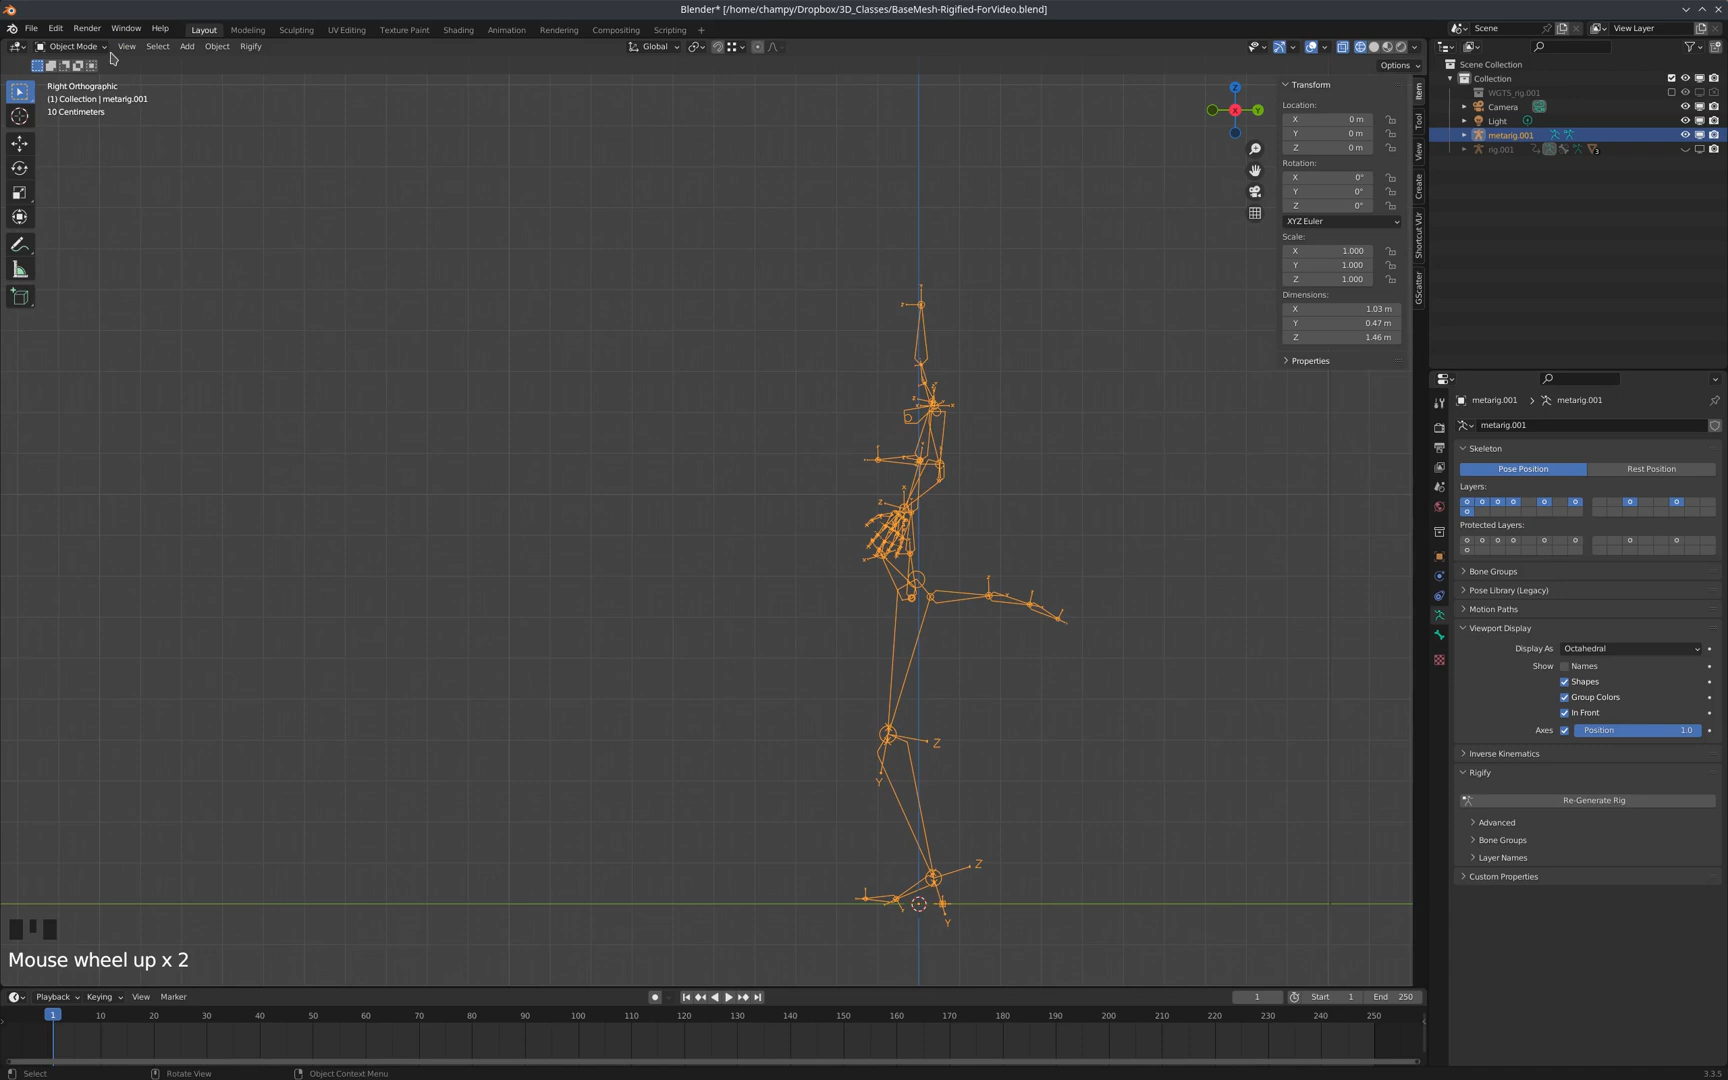 Blender* [/home/champy/Dropbox/3D_Classes/BaseMesh-Rigified-ForVideo.blend]
File Edit Render Window Help
Layout Modeling Sculpting UV Editing Texture Paint Shading Animation Rendering Compositing Scripting +
Scene
View Layer
Object Mode View Select Add Object Rigify
Global
Options
Right Orthographic
(1) Collection | metarig.001
10 Centimeters
Z
Y
X
Transform
Location:
X 0 m
Y 0 m
Z 0 m
Rotation:
X 0°
Y 0°
Z 0°
XYZ Euler
Scale:
X 1.000
Y 1.000
Z 1.000
Dimensions:
X 1.03 m
Y 0.47 m
Z 1.46 m
Properties
Item
Tool
View
Create
Shortcut VUr
GScatter
Scene Collection
Collection
WGTS_rig.001
Camera
Light
metarig.001
rig.001
3
metarig.001 > metarig.001
metarig.001
Skeleton
Pose Position Rest Position
Layers:
Protected Layers:
Bone Groups
Pose Library (Legacy)
Motion Paths
Viewport Display
Display As Octahedral
Show Names
Shapes
Group Colors
In Front
Axes Position 1.0
Inverse Kinematics
Rigify
Re-Generate Rig
Advanced
Bone Groups
Layer Names
Custom Properties
Z
Y
Z
Y
Mouse wheel up x 2
Playback Keying View Marker
1 Start 1 End 250
1 10 20 30 40 50 60 70 80 90 100 110 120 130 140 150 160 170 180 190 200 210 220 230 240 250
Select Rotate View Object Context Menu
3.3.5